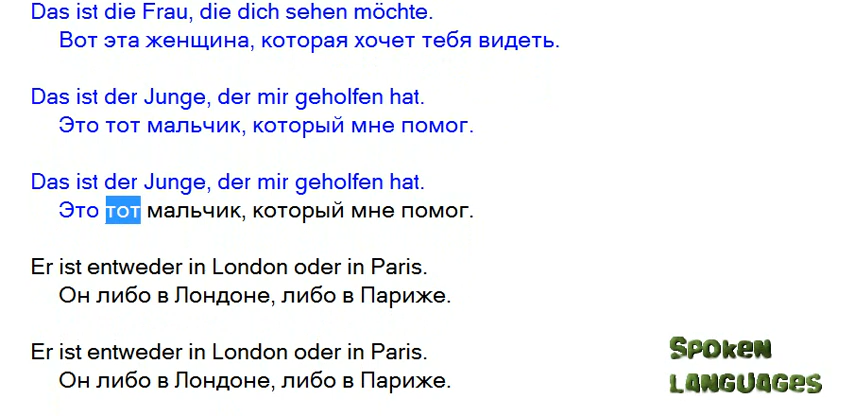 Das ist die Frau, die dich sehen möchte.
Вот эта женщина, которая хочет тебя видеть.
Das ist der Junge, der mir geholfen hat.
Это тот мальчик, который мне помог.
Das ist der Junge, der mir geholfen hat.
Это тот мальчик, который мне помог.
Er ist entweder in London oder in Paris.
Он либо в Лондоне, либо в Париже.
Er ist entweder in London oder in Paris.
Он либо в Лондоне, либо в Париже.
Spoken
Languages